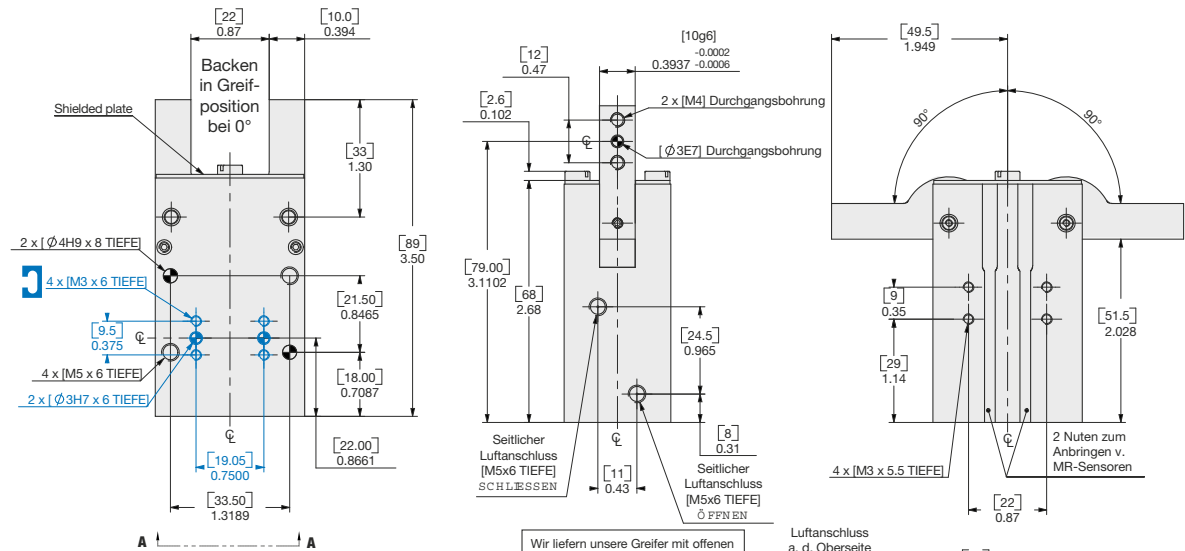 [22]
0.87
[10.0]
0.394
Backen
in Greif-
position
bei 0°
Shielded plate
[33]
1.30
[89]
3.50
2 x [Ø4H9 x 8 TIEFE]
4 x [M3 x 6 TIEFE]
[9.5]
0.375
℄
4 x [M5 x 6 TIEFE]
2 x [Ø3H7 x 6 TIEFE]
[21.50]
0.8465
[18.00]
0.7087
℄
[22.00]
0.8661
[19.05]
0.7500
[33.50]
1.3189
A
A
[12]
0.47
[10g6]
-0.0002
0.3937 -0.0006
[2.6]
0.102
2 x [M4] Durchgangsbohrung
℄
[Ø3E7] Durchgangsbohrung
[79.00]
3.1102
[68]
2.68
[24.5]
0.965
℄
[8]
0.31
[11]
0.43
Seitlicher
Luftanschluss
[M5x6 TIEFE]
SCHLIESSEN
Seitlicher
Luftanschluss
[M5x6 TIEFE]
ÖFFNEN
Wir liefern unsere Greifer mit offenen
[49.5]
1.949
90°
90°
[9]
0.35
[29]
1.14
[51.5]
2.028
℄
4 x [M3 x 5.5 TIEFE]
2 Nuten zum
Anbringen v.
MR-Sensoren
[22]
0.87
Luftanschluss
a. d. Oberseite